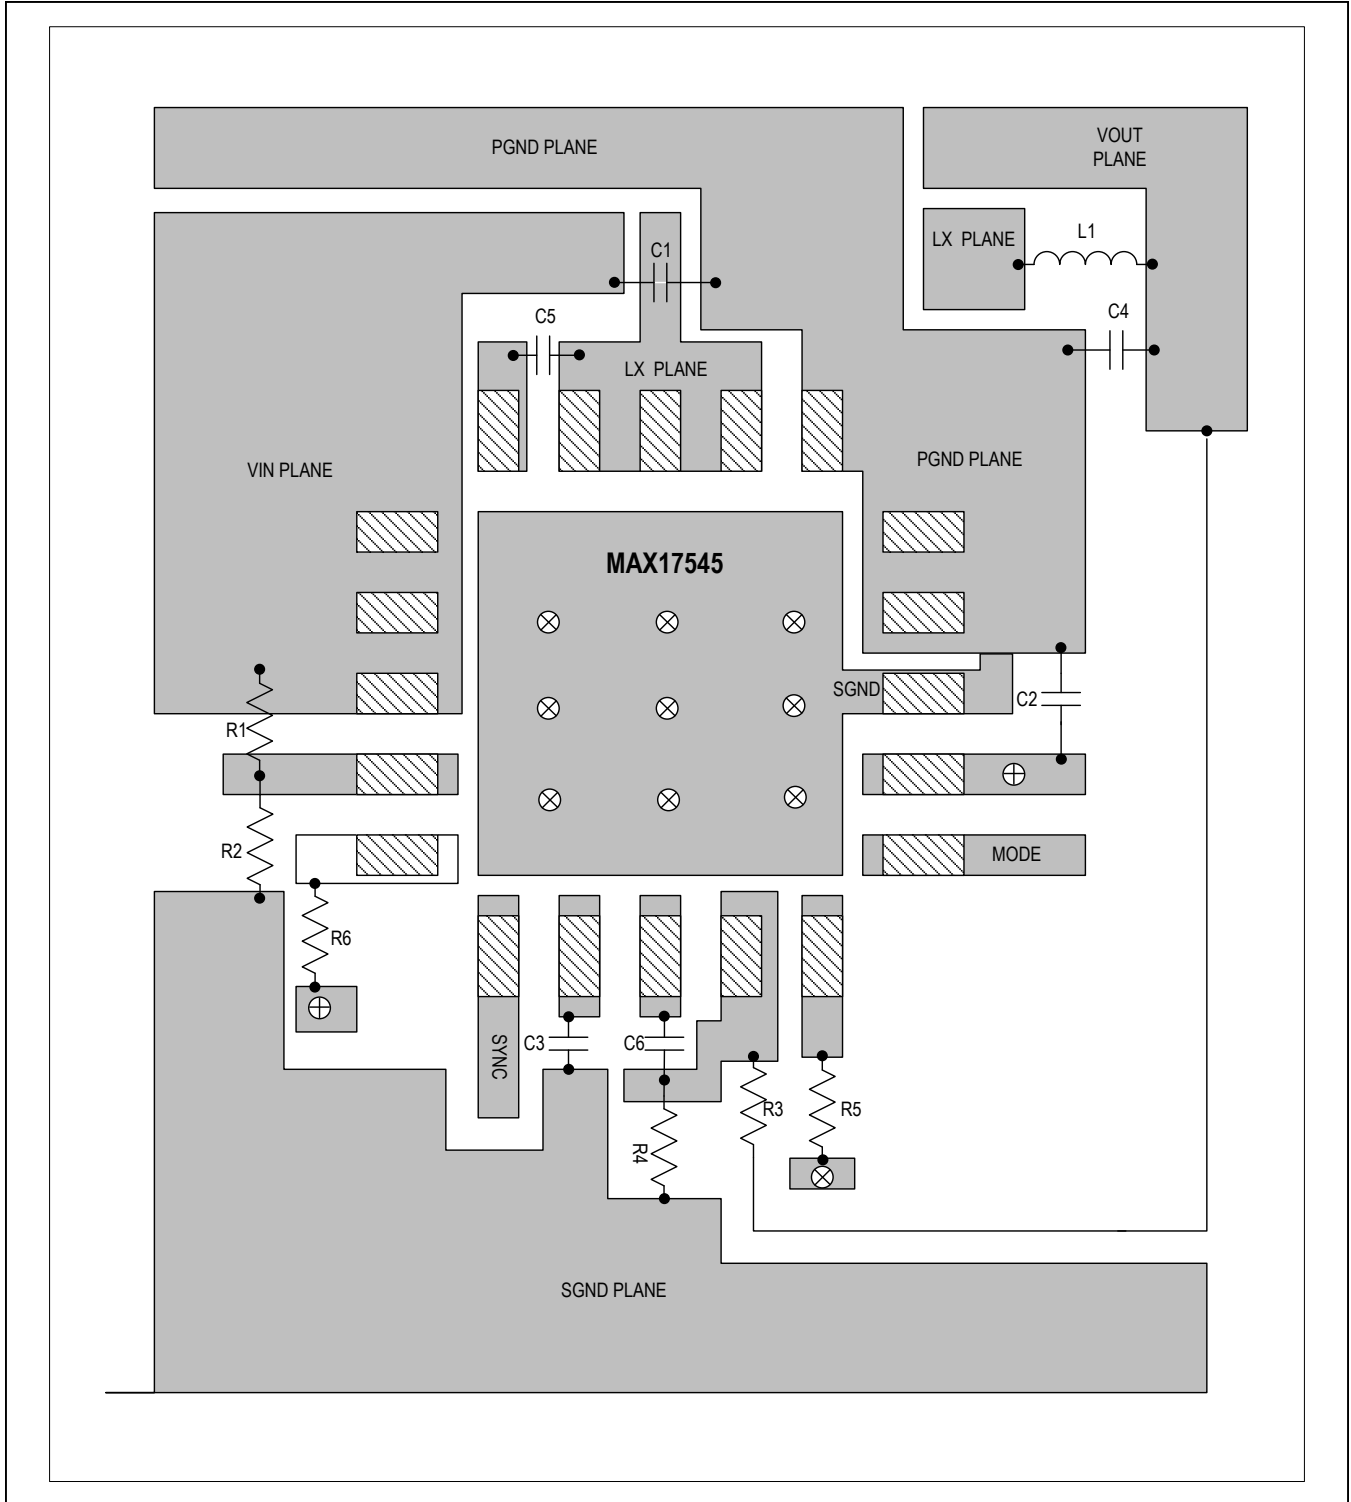 PGND PLANE
VOUT
PLANE
LX PLANE
L1
C1
C4
C5
LX PLANE
VIN PLANE
PGND PLANE
MAX17545
SGND
C2
R1
R2
MODE
R6
SYNC
C3
C6
R3
R5
R4
SGND PLANE